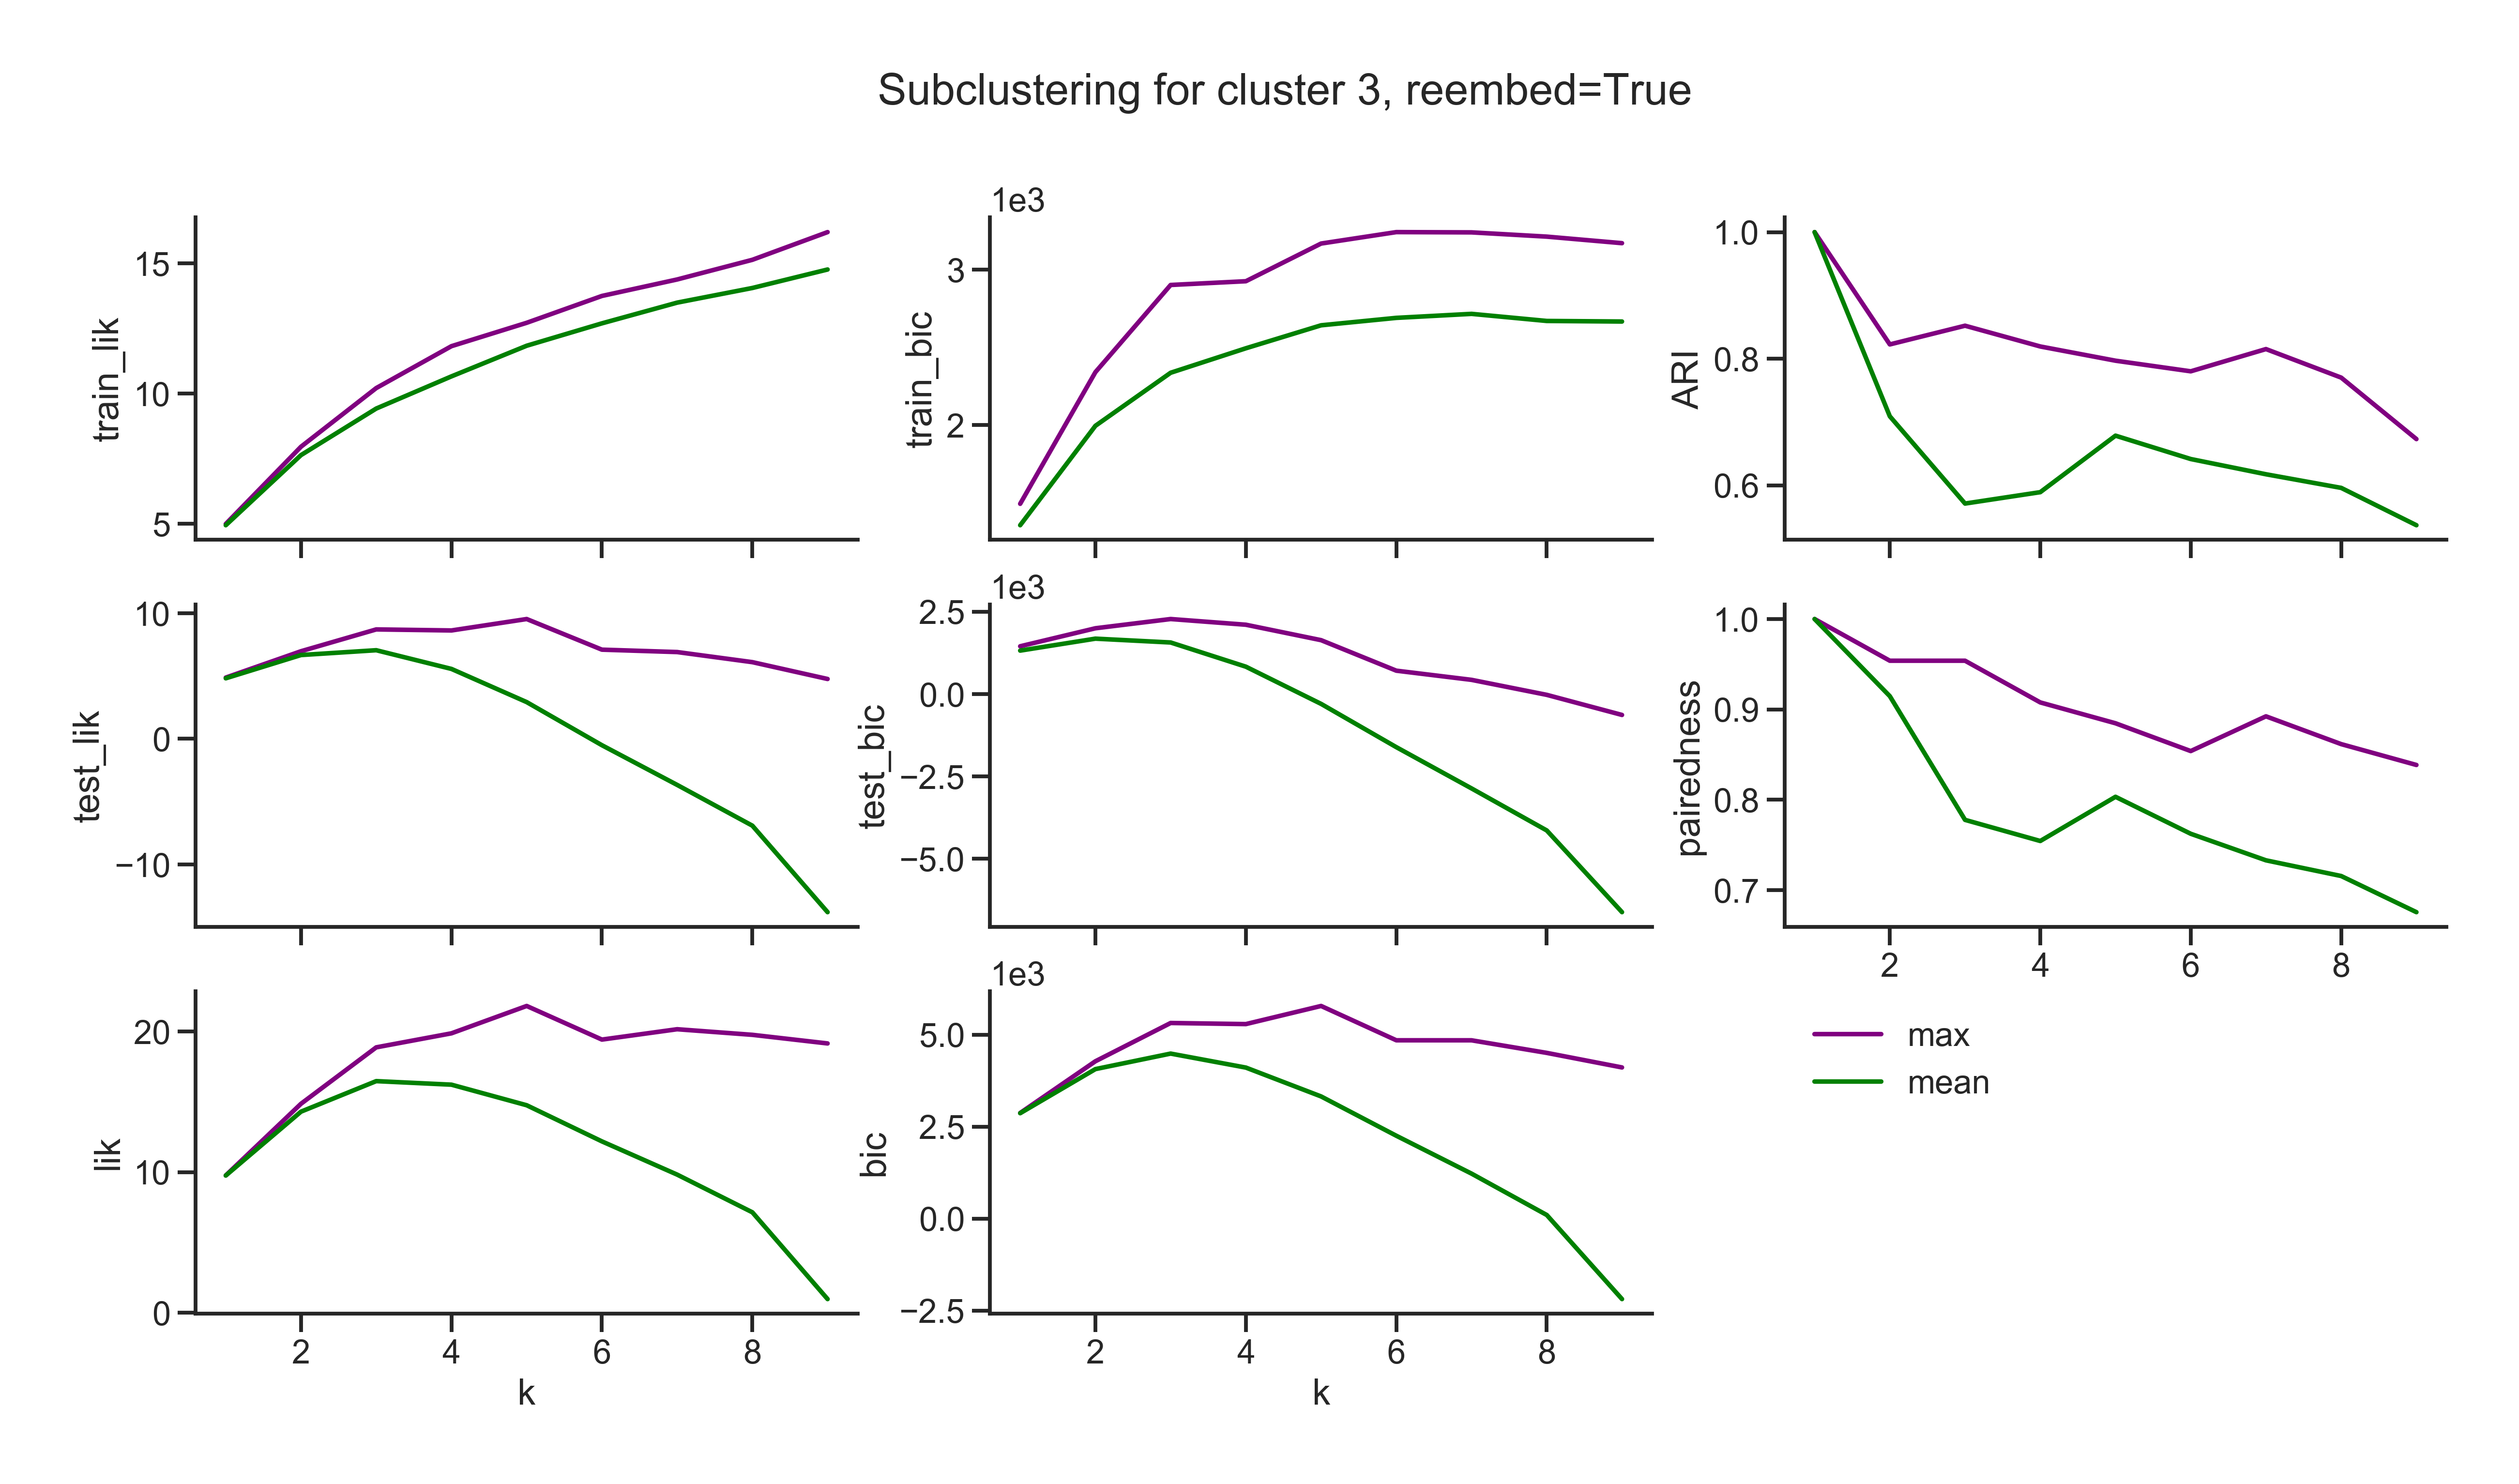 Subclustering for cluster 3, reembed=True
train_lik
15
10
5
1e3
train_bic
3
2
ARI
1.0
0.8
0.6
test_lik
10
0
−10
1e3
test_bic
2.5
0.0
−2.5
−5.0
pairedness
1.0
0.9
0.8
0.7
2 4 6 8
lik
20
10
0
2 4 6 8
k
1e3
bic
5.0
2.5
0.0
−2.5
2 4 6 8
k
max
mean